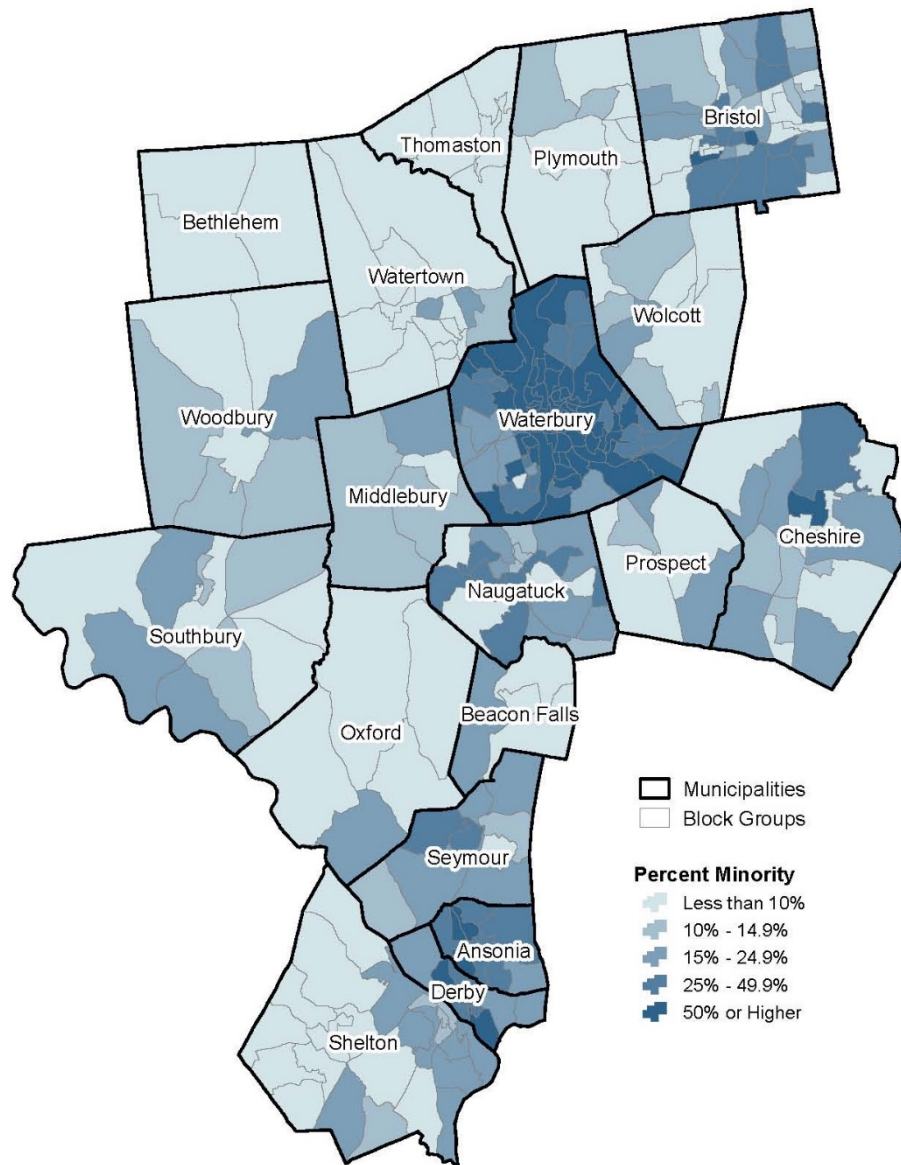 Bristol
Thomaston
Plymouth
Bethlehem
Watertown
Wolcott
Woodbury
Waterbury
Middlebury
Cheshire
Prospect
Naugatuck
Southbury
Beacon Falls
Oxford
Seymour
Ansonia
Derby
Shelton
Municipalities
Block Groups
Percent Minority
Less than 10%
10% - 14.9%
15% - 24.9%
25% - 49.9%
50% or Higher